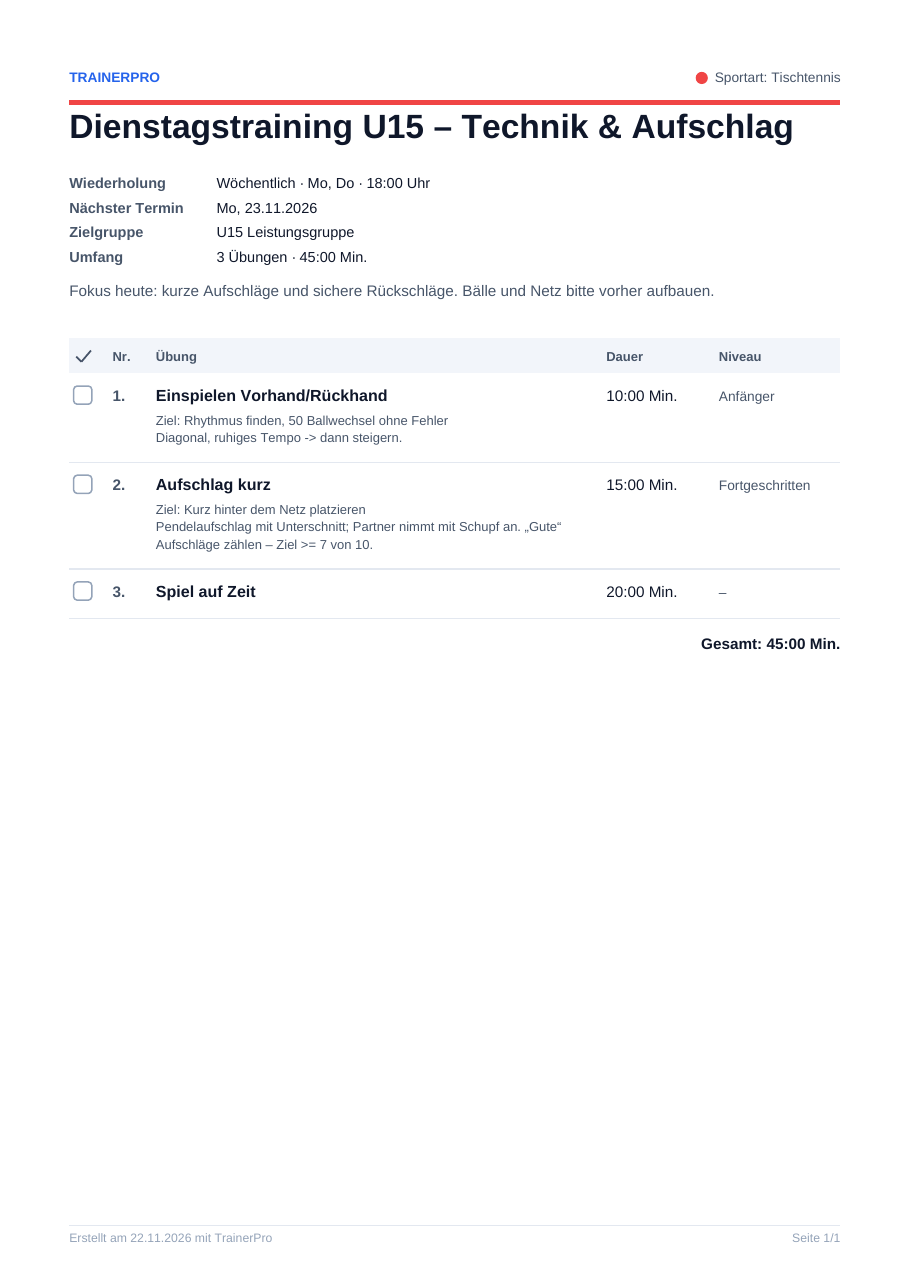 TRAINERPRO
Sportart: Tischtennis
Dienstagstraining U15 – Technik & Aufschlag
Wiederholung Wöchentlich · Mo, Do · 18:00 Uhr
Nächster Termin Mo, 23.11.2026
Zielgruppe U15 Leistungsgruppe
Umfang 3 Übungen · 45:00 Min.
Fokus heute: kurze Aufschläge und sichere Rückschläge. Bälle und Netz bitte vorher aufbauen.
Nr. Übung Dauer Niveau
1. Einspielen Vorhand/Rückhand 10:00 Min. Anfänger
Ziel: Rhythmus finden, 50 Ballwechsel ohne Fehler
Diagonal, ruhiges Tempo -> dann steigern.
2. Aufschlag kurz 15:00 Min. Fortgeschritten
Ziel: Kurz hinter dem Netz platzieren
Pendelaufschlag mit Unterschnitt; Partner nimmt mit Schupf an. „Gute“
Aufschläge zählen – Ziel >= 7 von 10.
3. Spiel auf Zeit 20:00 Min. –
Gesamt: 45:00 Min.
Erstellt am 22.11.2026 mit TrainerPro Seite 1/1